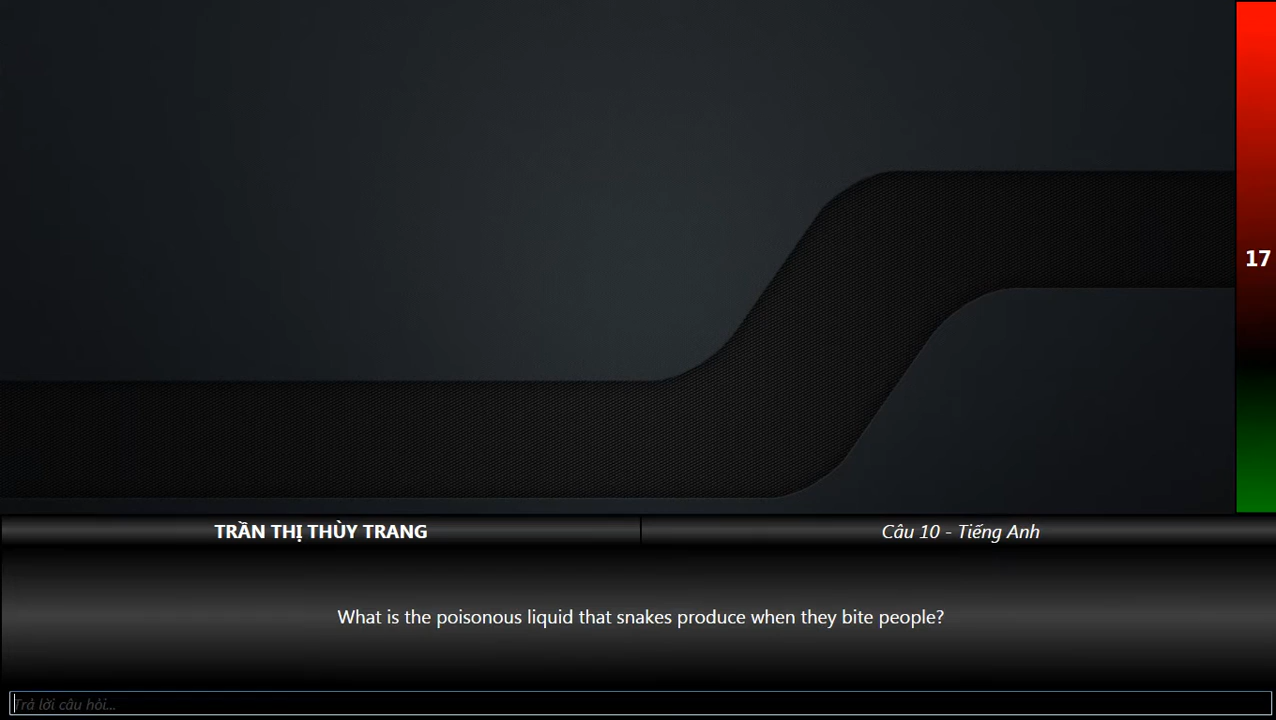 17
TRẦN THỊ THÙY TRANG
Câu 10 - Tiếng Anh
What is the poisonous liquid that snakes produce when they bite people?
Trả lời câu hỏi...